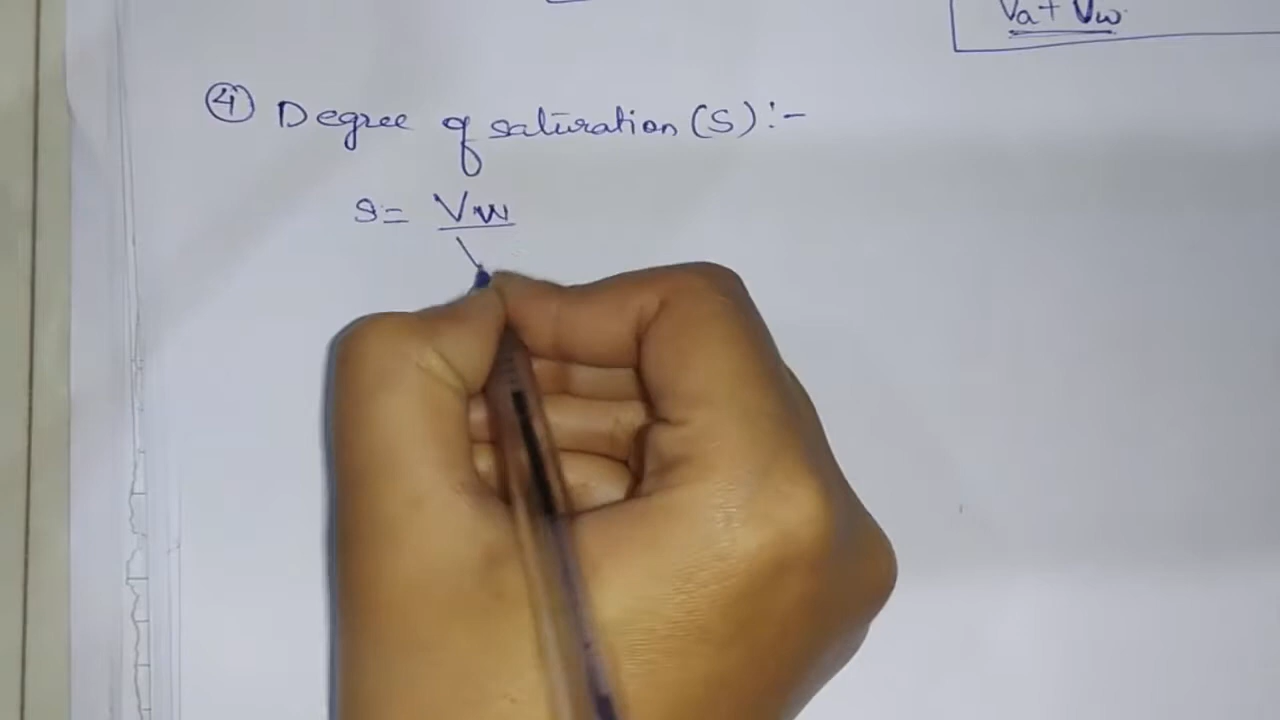 Va + Vw
④ Degree of saturation (S) :-
S = Vw